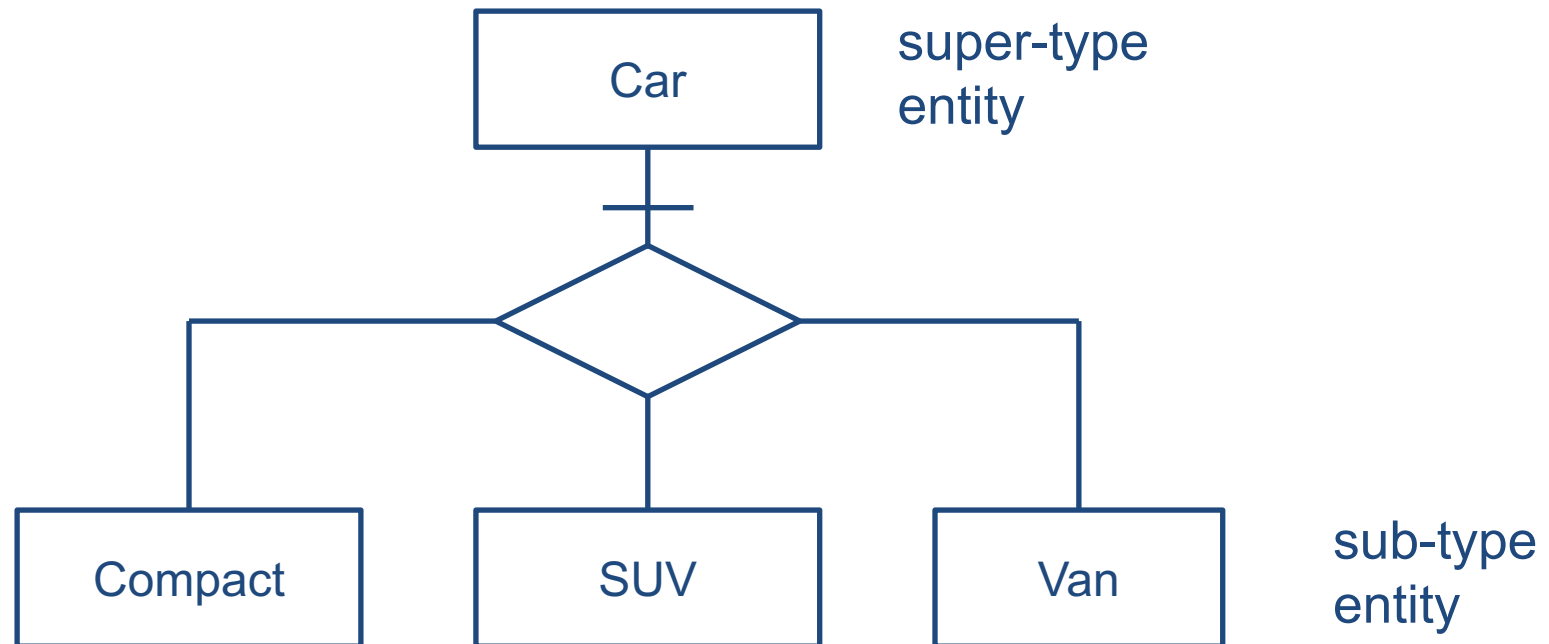 Car
super-type
entity
Compact
SUV
Van
sub-type
entity